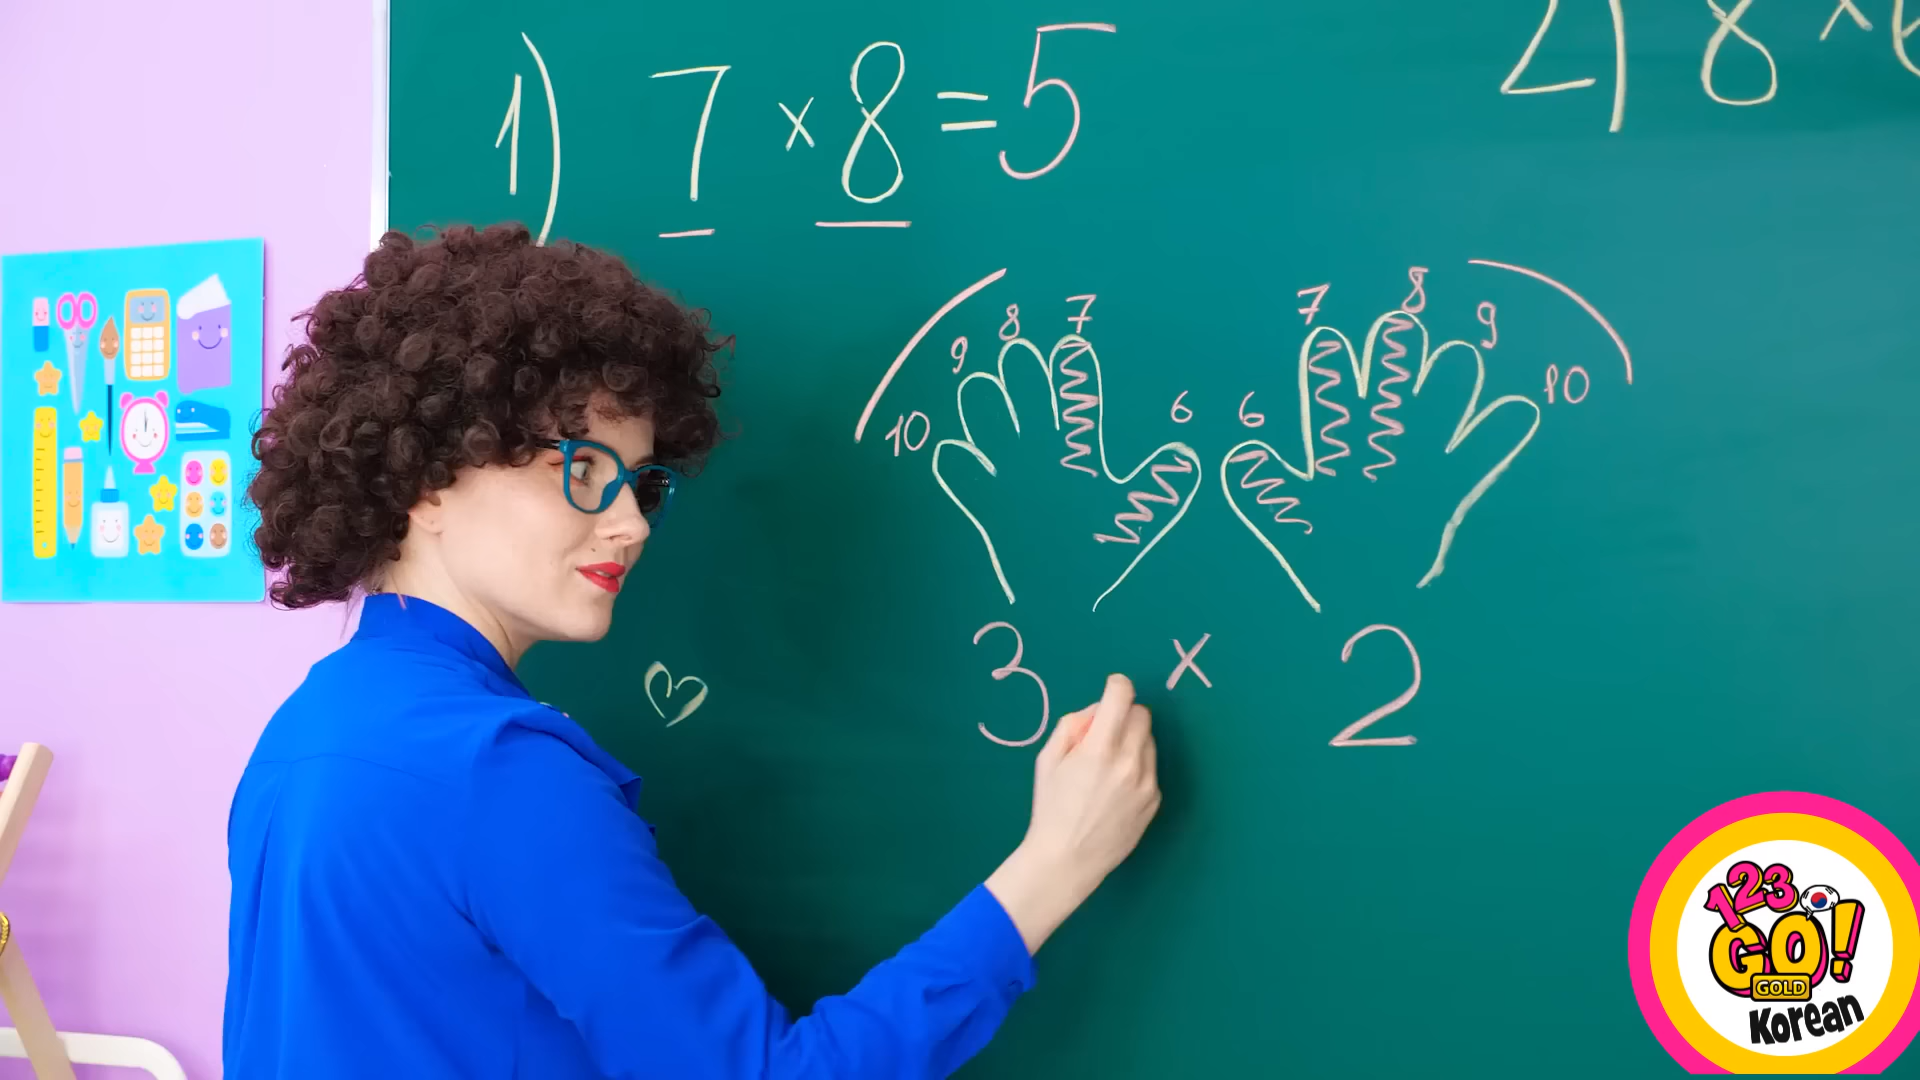 1) 7 × 8 = 5
2) 8 ×
10 9 8 7 6
6 7 8 9 10
3 × 2
123
GO!
GOLD
Korean